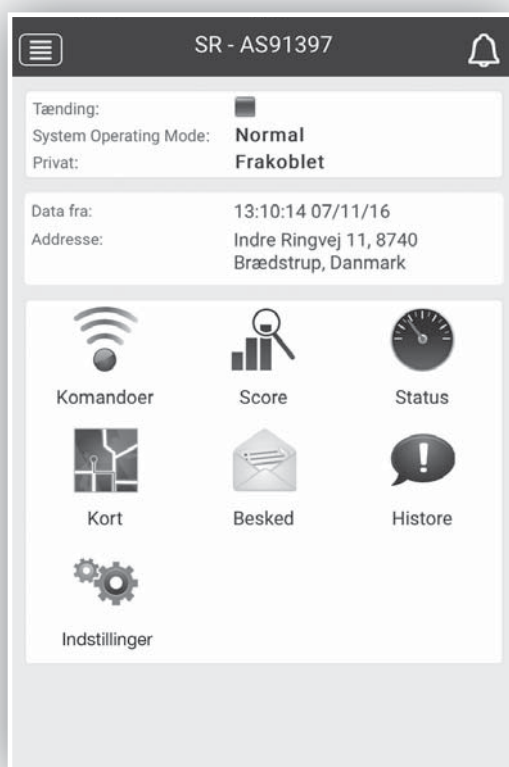 SR - AS91397
Tænding:
System Operating Mode: Normal
Privat: Frakoblet
Data fra: 13:10:14 07/11/16
Addresse: Indre Ringvej 11, 8740
Brædstrup, Danmark
Komandoer Score Status
Kort Besked Histore
Indstillinger